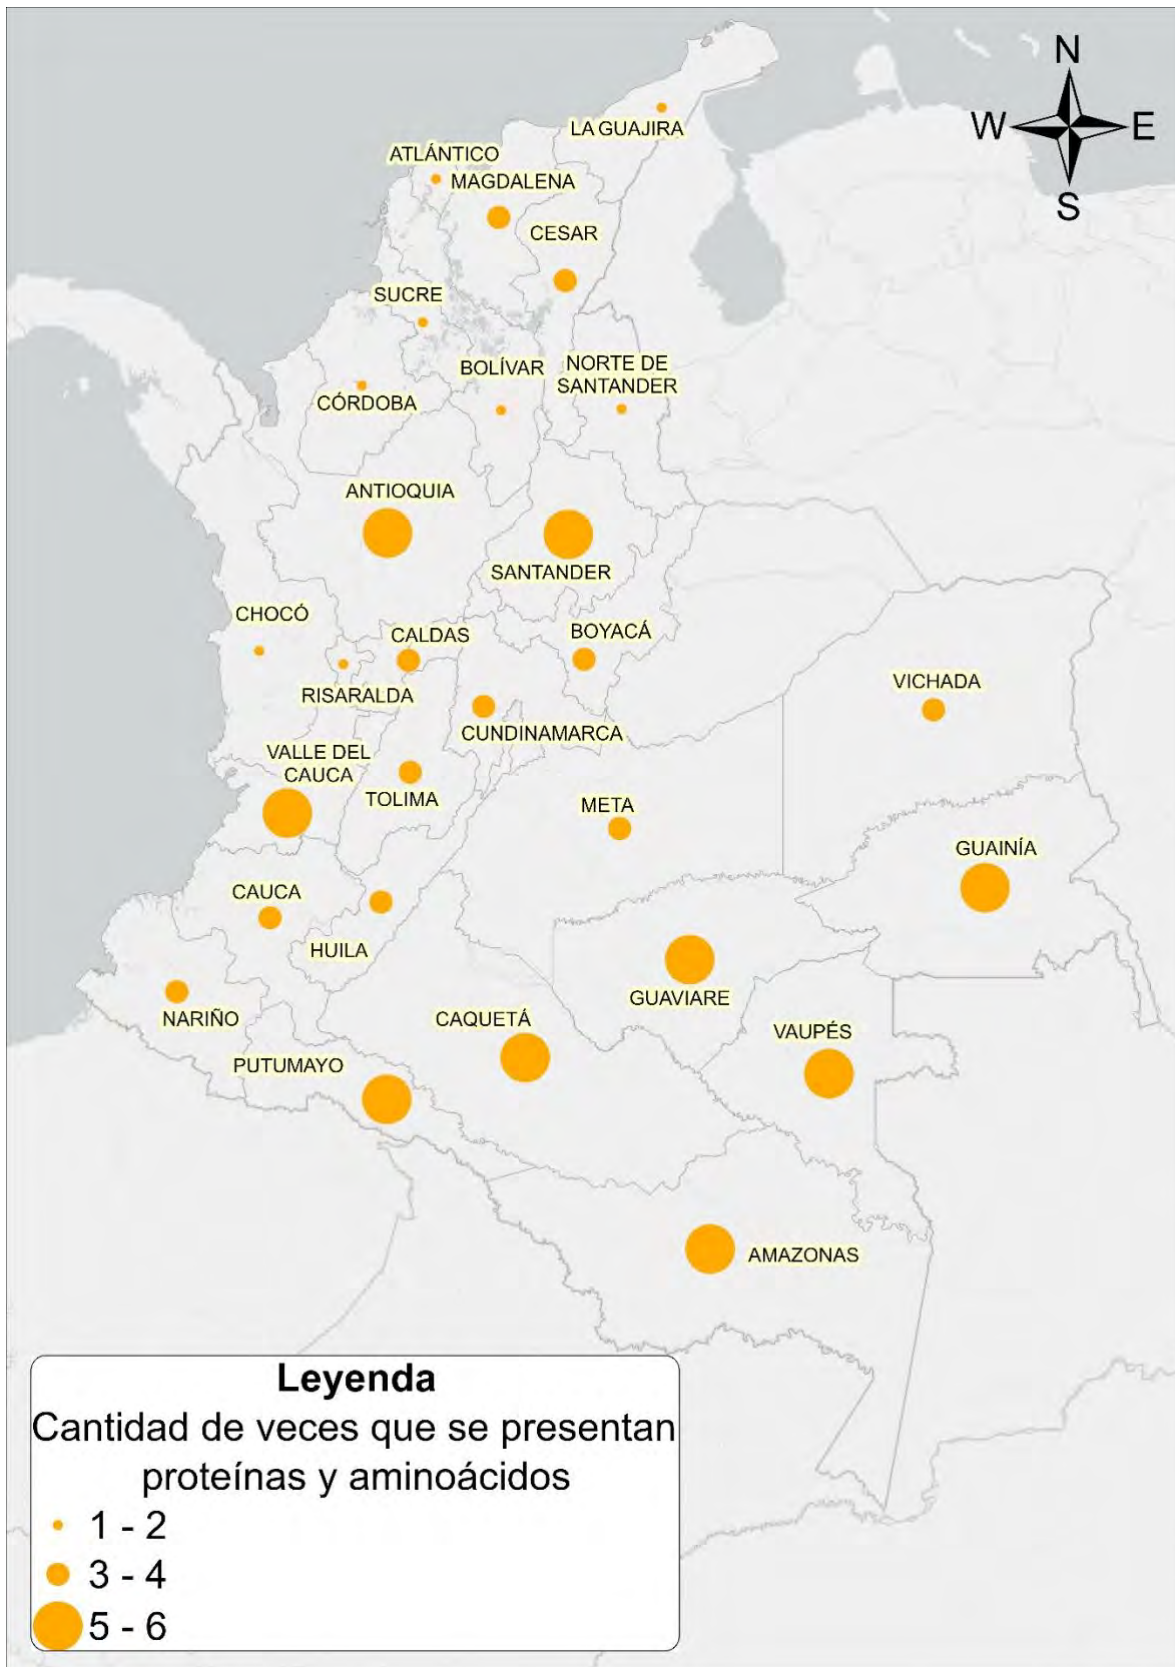 N
W
E
S
LA GUAJIRA
ATLÁNTICO
MAGDALENA
CESAR
SUCRE
BOLÍVAR
NORTE DE
SANTANDER
CÓRDOBA
ANTIOQUIA
SANTANDER
CHOCÓ
CALDAS
BOYACÁ
RISARALDA
VICHADA
CUNDINAMARCA
VALLE DEL
CAUCA
TOLIMA
META
GUAINÍA
CAUCA
HUILA
GUAVIARE
NARIÑO
CAQUETÁ
VAUPÉS
PUTUMAYO
AMAZONAS
Leyenda
Cantidad de veces que se presentan
proteínas y aminoácidos
1 - 2
3 - 4
5 - 6